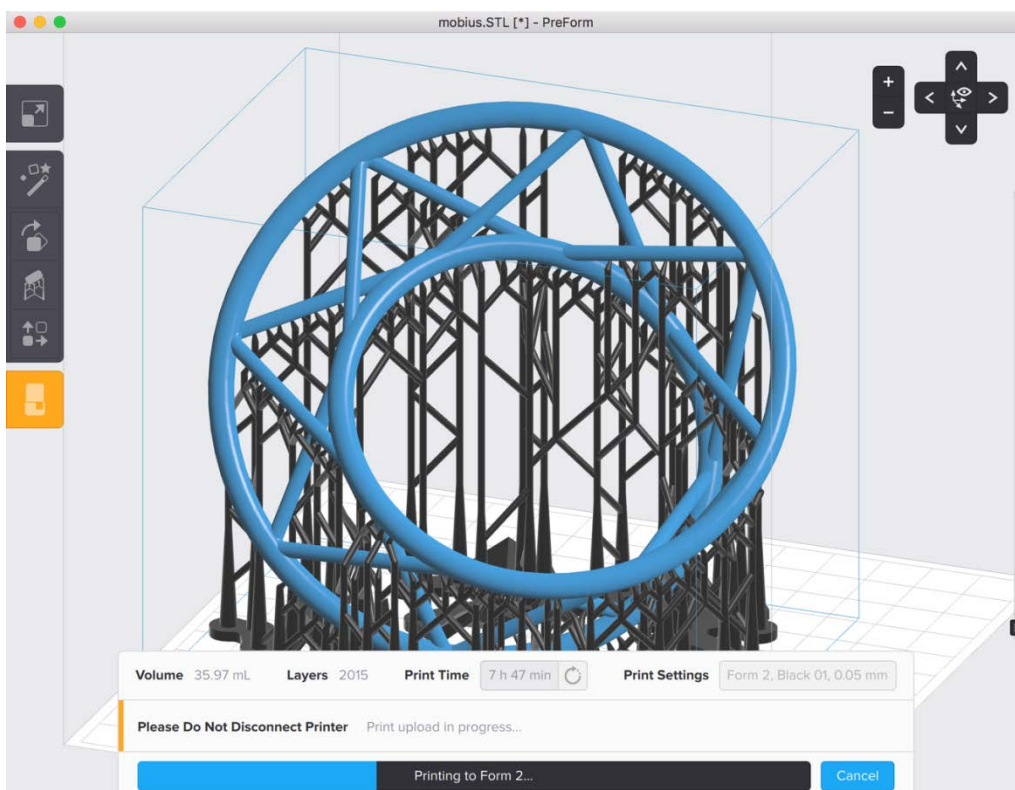 mobius.STL [*] - PreForm
+
−
Volume 35.97 mL Layers 2015 Print Time 7 h 47 min Print Settings Form 2, Black 01, 0.05 mm
Please Do Not Disconnect Printer Print upload in progress...
Printing to Form 2... Cancel